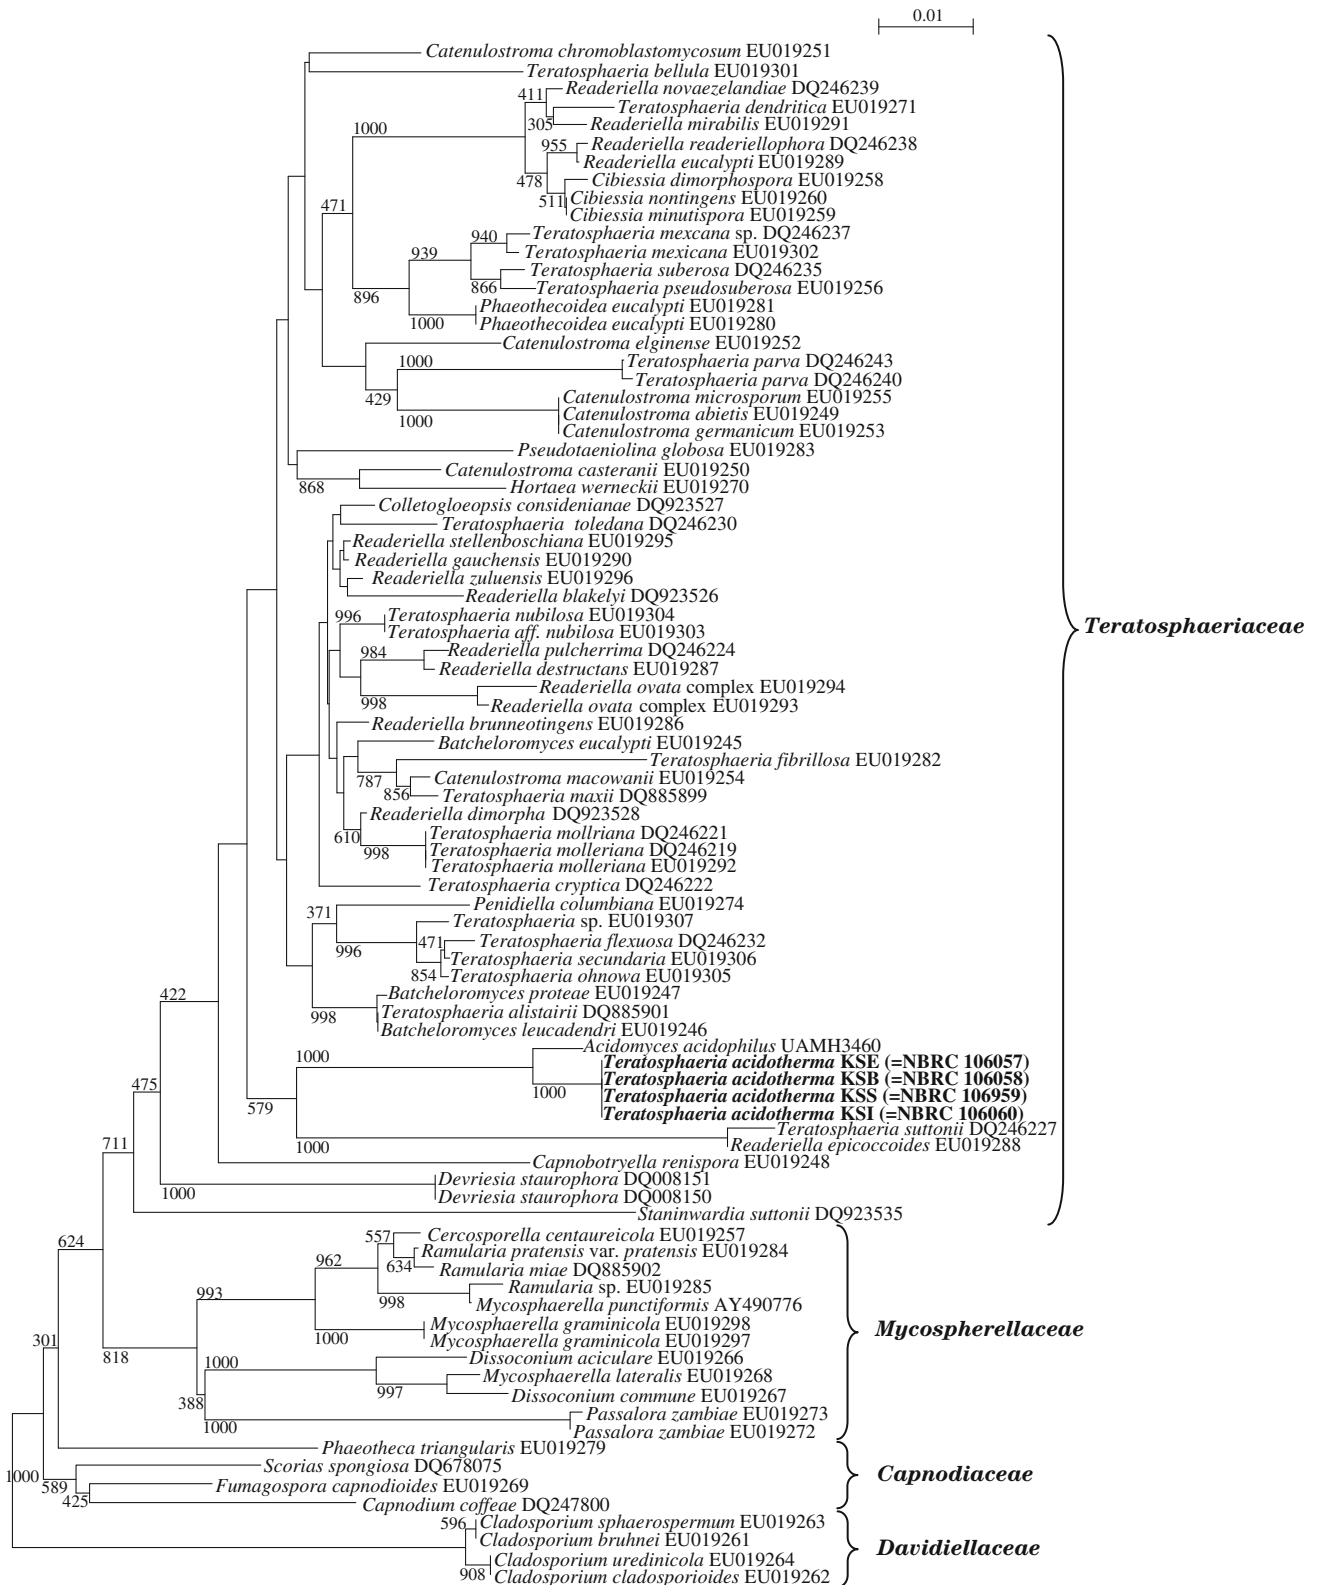 0.01
Catenulostroma chromoblastomycosum EU019251
Teratosphaeria bellula EU019301
Readeriella novaezelandiae DQ246239
411
Teratosphaeria dendritica EU019271
305
Readeriella mirabilis EU019291
1000
Readeriella readeriellophora DQ246238
955
Readeriella eucalypti EU019289
478
Cibiessia dimorphospora EU019258
Cibiessia nontingens EU019260
511
Cibiessia minutispora EU019259
471
Teratosphaeria mexcana sp. DQ246237
940
Teratosphaeria mexicana EU019302
939
Teratosphaeria suberosa DQ246235
866
Teratosphaeria pseudosuberosa EU019256
896
Phaeothecoidea eucalypti EU019281
Phaeothecoidea eucalypti EU019280
1000
Catenulostroma elginense EU019252
1000
Teratosphaeria parva DQ246243
Teratosphaeria parva DQ246240
429
Catenulostroma microsporum EU019255
Catenulostroma abietis EU019249
1000
Catenulostroma germanicum EU019253
Pseudotaeniolina globosa EU019283
Catenulostroma casteranii EU019250
868
Hortaea werneckii EU019270
Colletogloeopsis considenianae DQ923527
Teratosphaeria toledana DQ246230
Readeriella stellenboschiana EU019295
Readeriella gauchensis EU019290
Readeriella zuluensis EU019296
Readeriella blakelyi DQ923526
996
Teratosphaeria nubilosa EU019304
Teratosphaeria aff. nubilosa EU019303
Teratosphaeriaceae
984
Readeriella pulcherrima DQ246224
Readeriella destructans EU019287
Readeriella ovata complex EU019294
998
Readeriella ovata complex EU019293
Readeriella brunneotingens EU019286
Batcheloromyces eucalypti EU019245
Teratosphaeria fibrillosa EU019282
787
Catenulostroma macowanii EU019254
856
Teratosphaeria maxii DQ885899
Readeriella dimorpha DQ923528
610
Teratosphaeria mollriana DQ246221
998
Teratosphaeria molleriana DQ246219
Teratosphaeria molleriana EU019292
Teratosphaeria cryptica DQ246222
Penidiella columbiana EU019274
371
Teratosphaeria sp. EU019307
996
471
Teratosphaeria flexuosa DQ246232
Teratosphaeria secundaria EU019306
854
Teratosphaeria ohnowa EU019305
422
Batcheloromyces proteae EU019247
Teratosphaeria alistairii DQ885901
998
Batcheloromyces leucadendri EU019246
Acidomyces acidophilus UAMH3460
1000
Teratosphaeria acidotherma KSE (=NBRC 106057)
Teratosphaeria acidotherma KSB (=NBRC 106058)
475
1000
Teratosphaeria acidotherma KSS (=NBRC 106959)
579
Teratosphaeria acidotherma KSI (=NBRC 106060)
Teratosphaeria suttonii DQ246227
1000
Readeriella epicoccoides EU019288
711
Capnobotryella renispora EU019248
Devriesia staurophora DQ008151
1000
Devriesia staurophora DQ008150
Staninwardia suttonii DQ923535
624
Cercosporella centaureicola EU019257
557
Ramularia pratensis var. pratensis EU019284
962
634
Ramularia miae DQ885902
Ramularia sp. EU019285
993
998
Mycosphaerella punctiformis AY490776
Mycosphaerella graminicola EU019298
1000
Mycosphaerella graminicola EU019297
Mycospherellaceae
301
818
1000
Dissoconium aciculare EU019266
Mycosphaerella lateralis EU019268
997
Dissoconium commune EU019267
388
Passalora zambiae EU019273
1000
Passalora zambiae EU019272
Phaeotheca triangularis EU019279
Scorias spongiosa DQ678075
Capnodiaceae
1000
589
Fumagospora capnodioides EU019269
425
Capnodium coffeae DQ247800
596
Cladosporium sphaerospermum EU019263
Cladosporium bruhnei EU019261
Davidiellaceae
Cladosporium uredinicola EU019264
908
Cladosporium cladosporioides EU019262